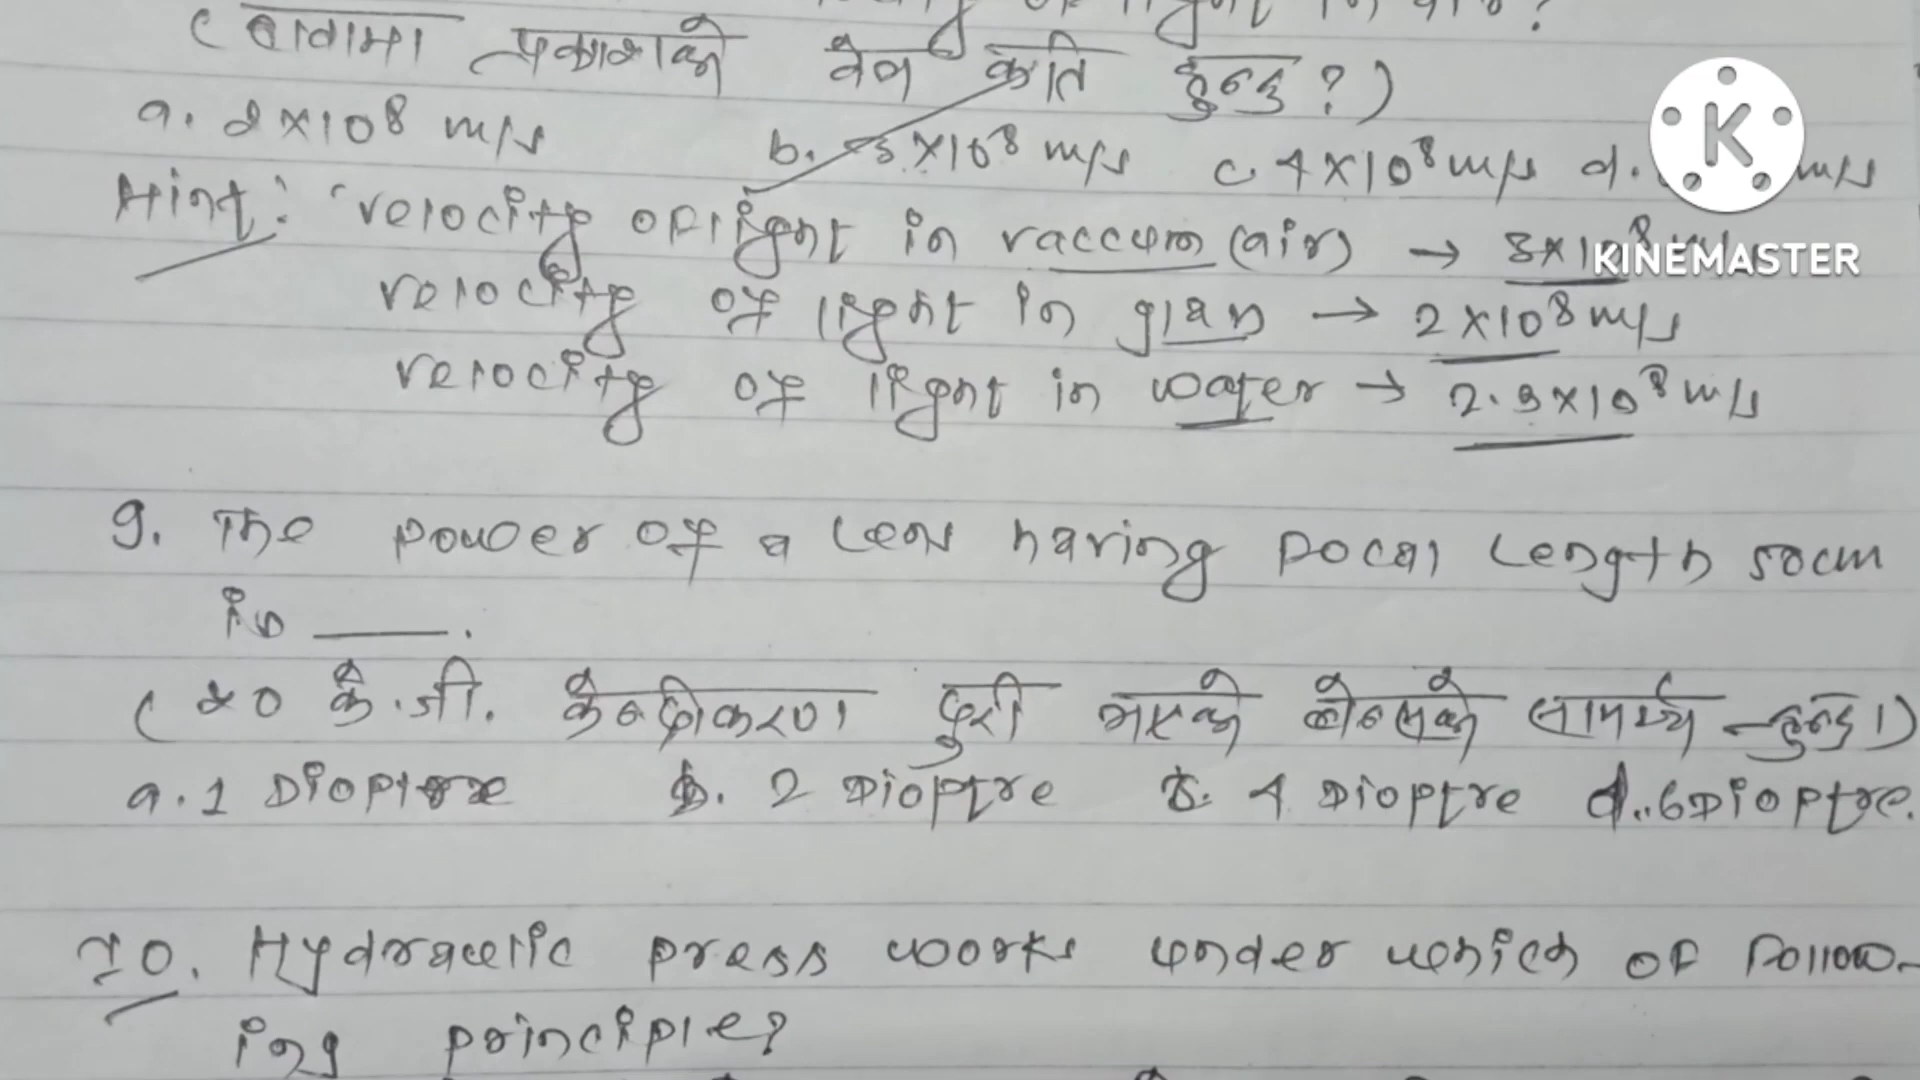 (हावामा प्रकाशको वेग कति हुन्छ ?)
a. 2×10⁸ m/s b. 3×10⁸ m/s c. 4×10⁸ m/s d. m/s
Hint: velocity of light in vaccum (air) → 3×10⁸
KINEMASTER
velocity of light in glass → 2×10⁸ m/s
velocity of light in water → 2.3×10⁸ m/s
9. The power of a lens having focal length 50cm
is ____.
(५० से.मी. केन्द्रीकरण दुरी भएको लेन्सको सामर्थ्य – हुन्छ।)
a. 1 Dioptre b. 2 Dioptre c. 4 Dioptre d. 6 Dioptre.
10. Hydraulic press works under which of follow-
ing principle?